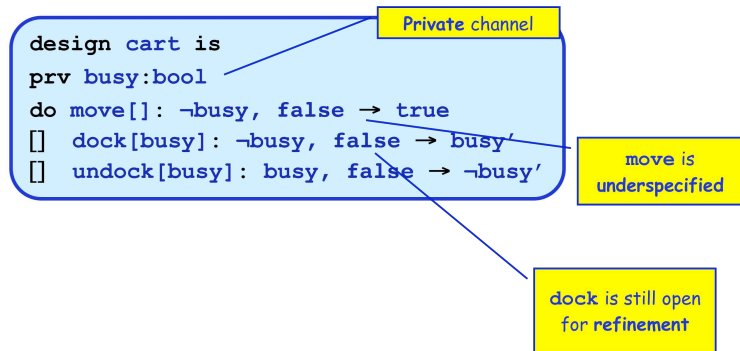 Private channel
design cart is
prv busy:bool
do move[]: ¬busy, false → true
[] dock[busy]: ¬busy, false → busy’
[] undock[busy]: busy, false → ¬busy’
move is
underspecified
dock is still open
for refinement